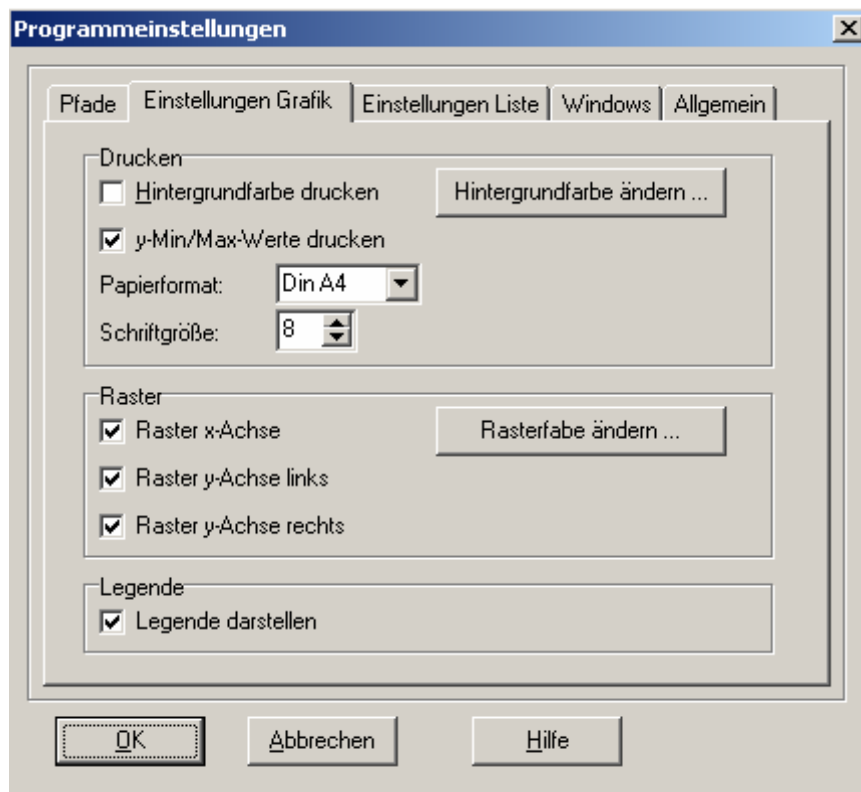 Programmeinstellungen
Pfade Einstellungen Grafik Einstellungen Liste Windows Allgemein
Drucken
Hintergrundfarbe drucken Hintergrundfarbe ändern ...
y-Min/Max-Werte drucken
Papierformat: Din A4
Schriftgröße: 8
Raster
Raster x-Achse Rasterfabe ändern ...
Raster y-Achse links
Raster y-Achse rechts
Legende
Legende darstellen
OK Abbrechen Hilfe